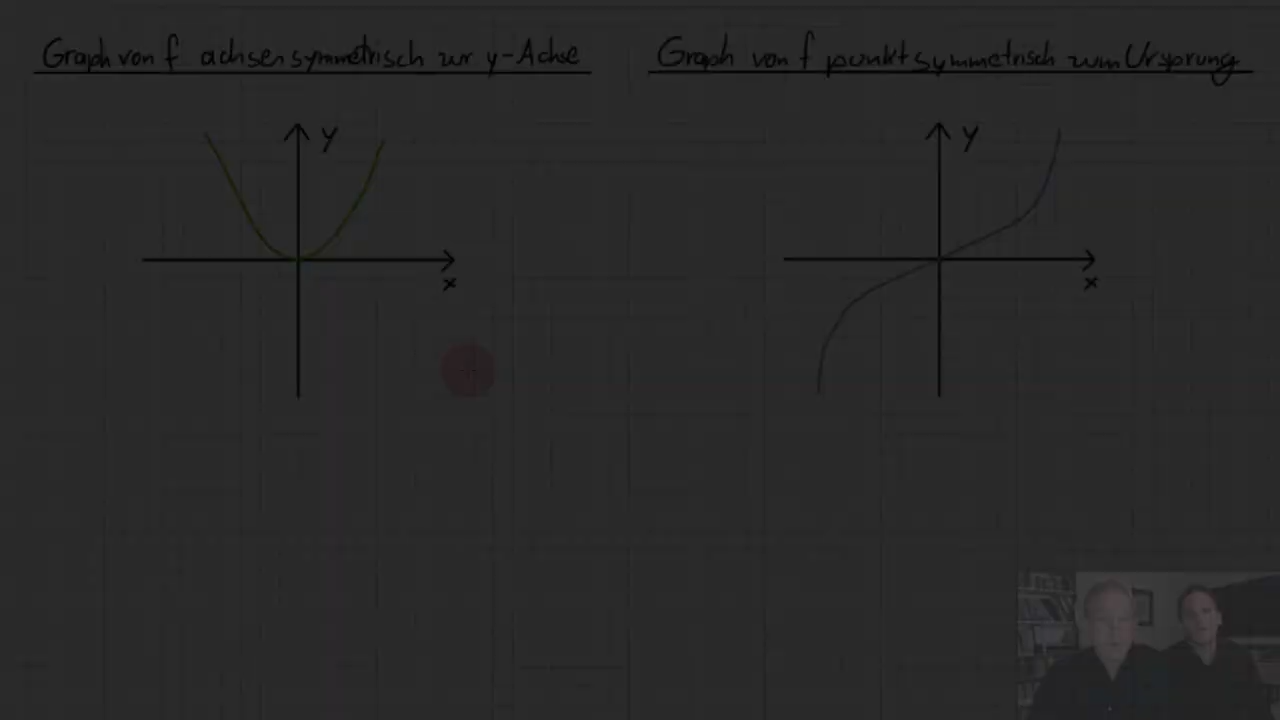 Graph von f achsensymmetrisch zur y-Achse
Graph von f punktsymmetrisch zum Ursprung
y
x
y
x